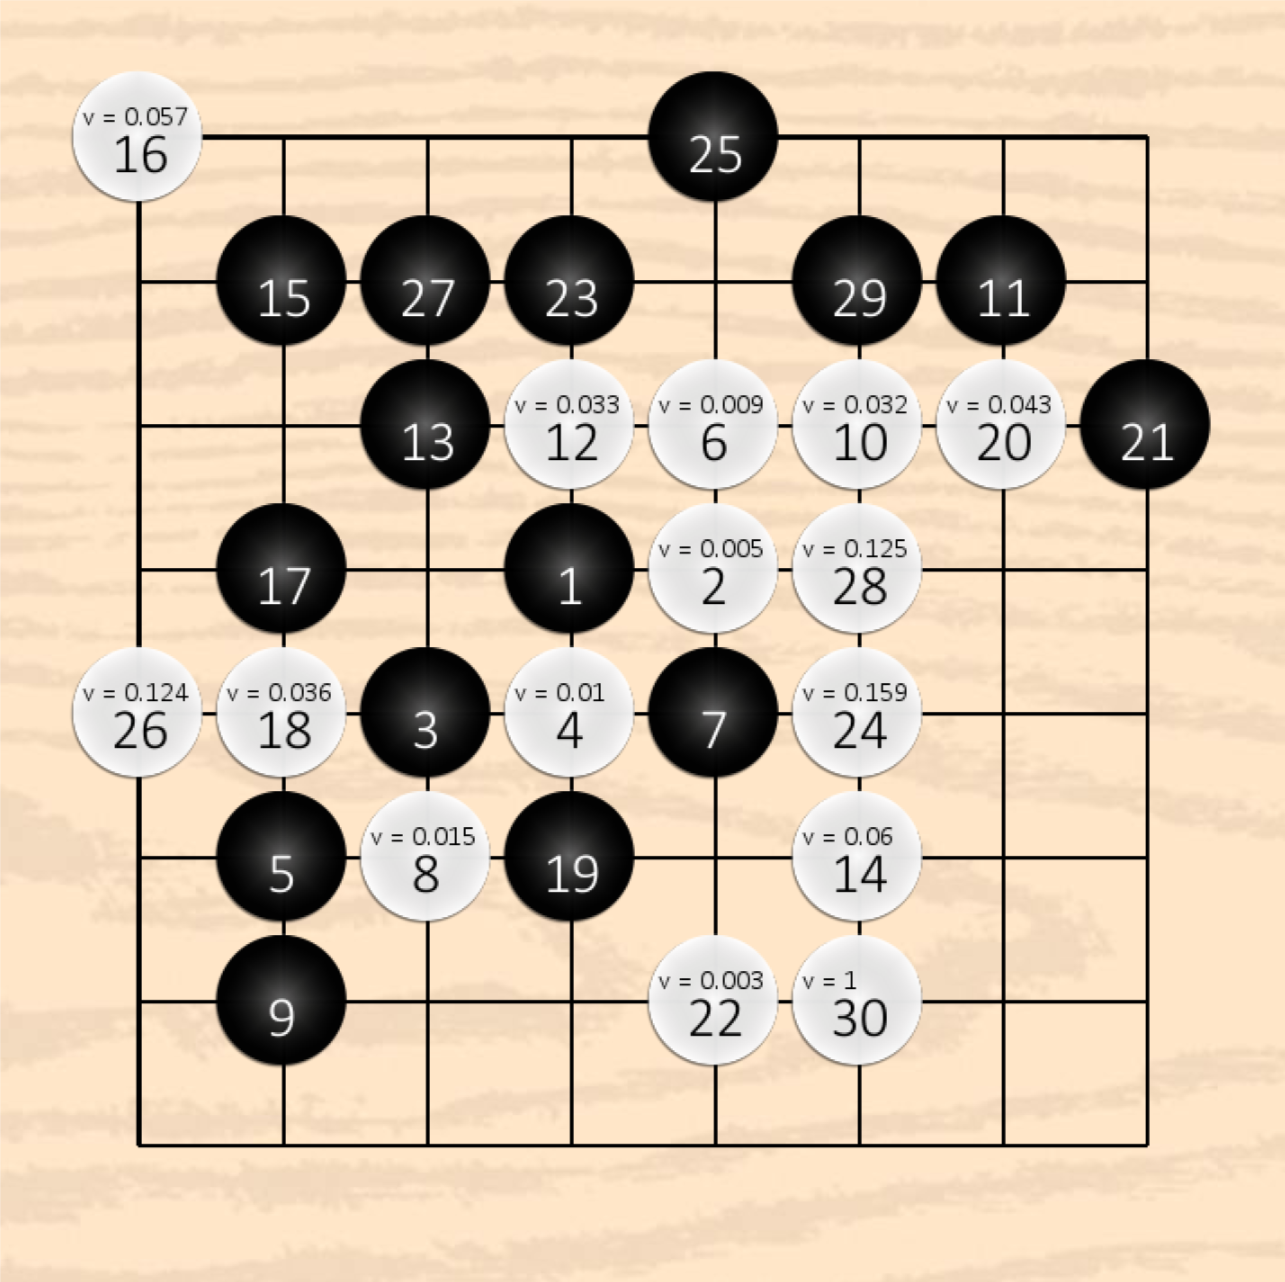 v = 0.057
16
25
15
27
23
29
11
13
v = 0.033
12
v = 0.009
6
v = 0.032
10
v = 0.043
20
21
17
1
v = 0.005
2
v = 0.125
28
v = 0.124
26
v = 0.036
18
3
v = 0.01
4
7
v = 0.159
24
5
v = 0.015
8
19
v = 0.06
14
9
v = 0.003
22
v = 1
30